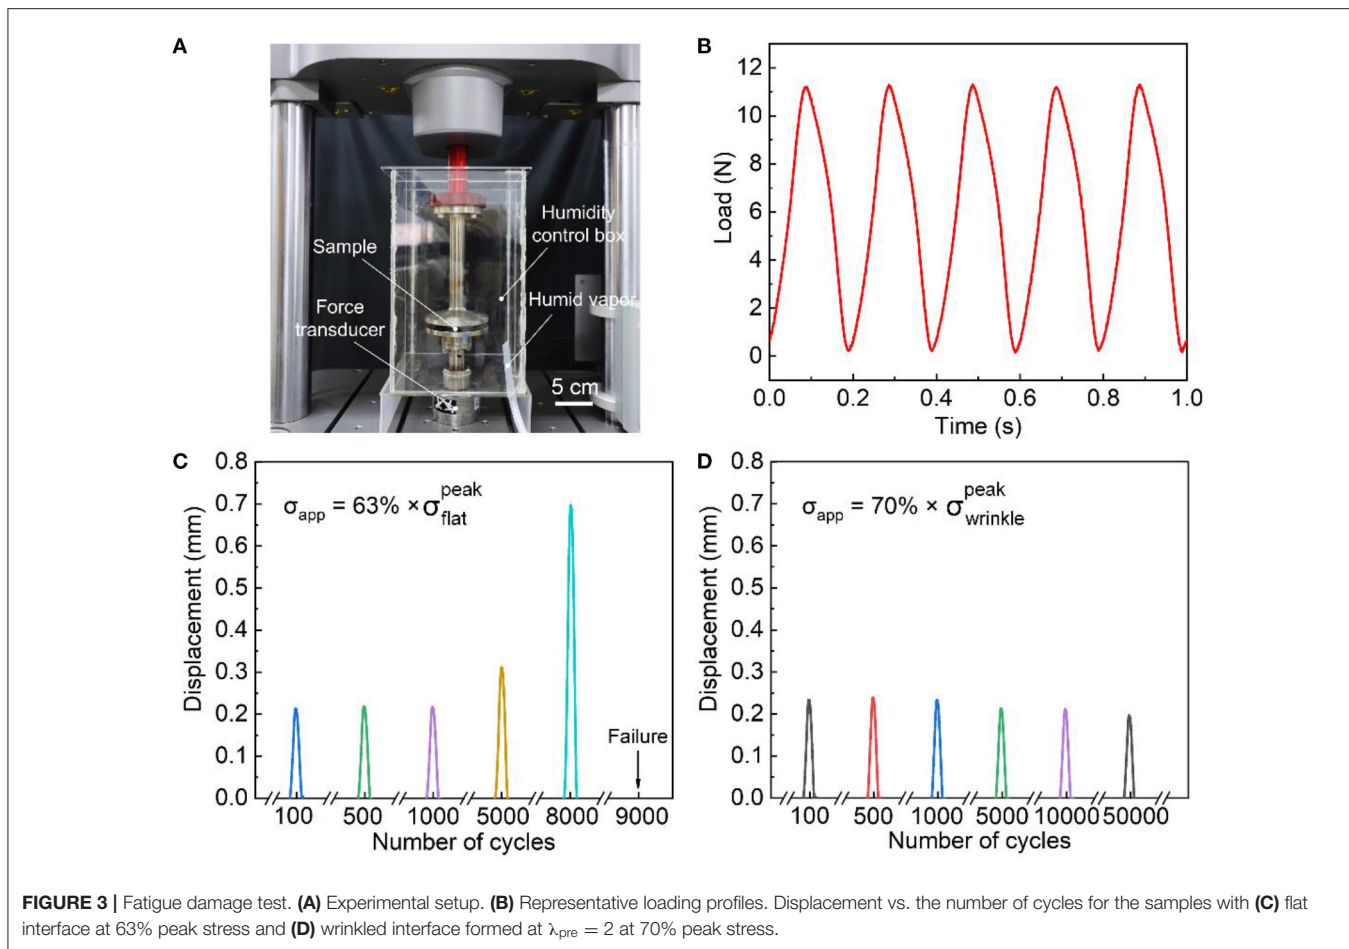 A
Sample
Force
transducer
Humidity
control box
Humid vapor
5 cm
B
12
10
8
6
4
2
0
Load (N)
0.0 0.2 0.4 0.6 0.8 1.0
Time (s)
C
0.8
0.7
0.6
0.5
0.4
0.3
0.2
0.1
0.0
Displacement (mm)
σapp = 63% × σflat^peak
Failure
100 500 1000 5000 8000 9000
Number of cycles
D
0.8
0.7
0.6
0.5
0.4
0.3
0.2
0.1
0.0
Displacement (mm)
σapp = 70% × σwrinkle^peak
100 500 1000 5000 10000 50000
Number of cycles
FIGURE 3 | Fatigue damage test. (A) Experimental setup. (B) Representative loading profiles. Displacement vs. the number of cycles for the samples with (C) flat
interface at 63% peak stress and (D) wrinkled interface formed at λpre = 2 at 70% peak stress.